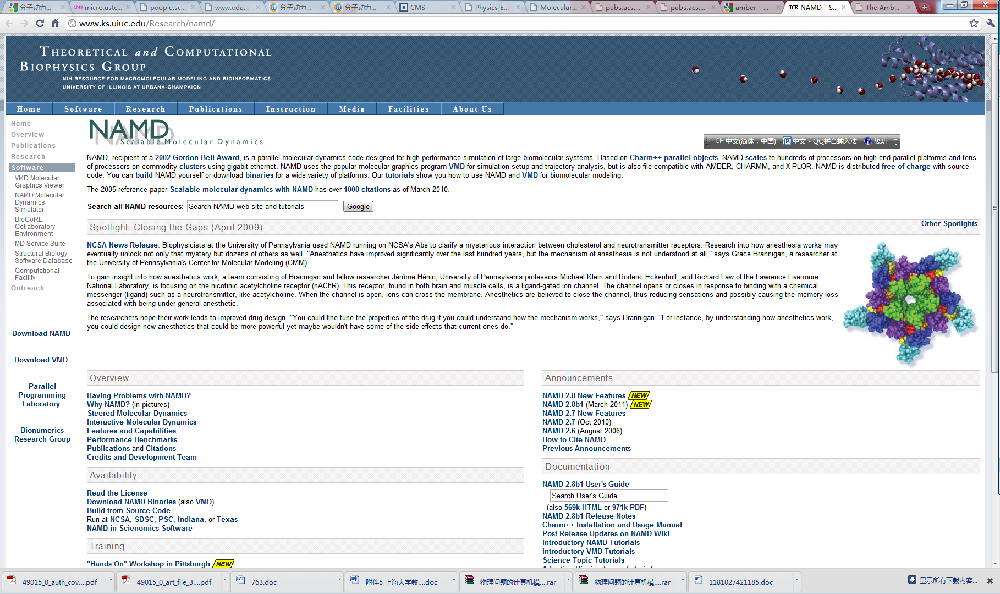 分子动力...
micro.ustc...
people.sc...
www.eda...
分子动力...
分子动力...
CMS
Physics E...
Molecular...
pubs.acs....
pubs.acs....
amber - ...
TCB NAMD - S...
The Amb...
www.ks.uiuc.edu/Research/namd/
THEORETICAL and COMPUTATIONAL
BIOPHYSICS GROUP
NIH RESOURCE FOR MACROMOLECULAR MODELING AND BIOINFORMATICS
UNIVERSITY OF ILLINOIS AT URBANA-CHAMPAIGN
Home Software Research Publications Instruction Media Facilities About Us
Home
Overview
Publications
Research
Software
VMD Molecular
Graphics Viewer
NAMD Molecular
Dynamics
Simulator
BioCoRE
Collaboratory
Environment
MD Service Suite
Structural Biology
Software Database
Computational
Facility
Outreach
Download NAMD
Download VMD
Parallel
Programming
Laboratory
Bionumerics
Research Group
NAMD
Scalable Molecular Dynamics
CH 中文(简体，中国) 中文 - QQ拼音输入法 帮助
NAMD, recipient of a 2002 Gordon Bell Award, is a parallel molecular dynamics code designed for high-performance simulation of large biomolecular systems. Based on Charm++ parallel objects, NAMD scales to hundreds of processors on high-end parallel platforms and tens
of processors on commodity clusters using gigabit ethernet. NAMD uses the popular molecular graphics program VMD for simulation setup and trajectory analysis, but is also file-compatible with AMBER, CHARMM, and X-PLOR. NAMD is distributed free of charge with source
code. You can build NAMD yourself or download binaries for a wide variety of platforms. Our tutorials show you how to use NAMD and VMD for biomolecular modeling.
The 2005 reference paper Scalable molecular dynamics with NAMD has over 1000 citations as of March 2010.
Search all NAMD resources: Search NAMD web site and tutorials Google
Spotlight: Closing the Gaps (April 2009)
Other Spotlights
NCSA News Release: Biophysicists at the University of Pennsylvania used NAMD running on NCSA's Abe to clarify a mysterious interaction between cholesterol and neurotransmitter receptors. Research into how anesthesia works may
eventually unlock not only that mystery but dozens of others as well. "Anesthetics have improved significantly over the last hundred years, but the mechanism of anesthesia is not understood at all," says Grace Brannigan, a researcher at
the University of Pennsylvania's Center for Molecular Modeling (CMM).
To gain insight into how anesthetics work, a team consisting of Brannigan and fellow researcher Jérôme Hénin, University of Pennsylvania professors Michael Klein and Roderic Eckenhoff, and Richard Law of the Lawrence Livermore
National Laboratory, is focusing on the nicotinic acetylcholine receptor (nAChR). This receptor, found in both brain and muscle cells, is a ligand-gated ion channel. The channel opens or closes in response to binding with a chemical
messenger (ligand) such as a neurotransmitter, like acetylcholine. When the channel is open, ions can cross the membrane. Anesthetics are believed to close the channel, thus reducing sensations and possibly causing the memory loss
associated with being under general anesthetic.
The researchers hope their work leads to improved drug design. "You could fine-tune the properties of the drug if you could understand how the mechanism works," says Brannigan. "For instance, by understanding how anesthetics work,
you could design new anesthetics that could be more powerful yet maybe wouldn't have some of the side effects that current ones do."
Overview
Having Problems with NAMD?
Why NAMD? (in pictures)
Steered Molecular Dynamics
Interactive Molecular Dynamics
Features and Capabilities
Performance Benchmarks
Publications and Citations
Credits and Development Team
Availability
Read the License
Download NAMD Binaries (also VMD)
Build from Source Code
Run at NCSA, SDSC, PSC, Indiana, or Texas
NAMD in Scienomics Software
Training
"Hands-On" Workshop in Pittsburgh NEW
Announcements
NAMD 2.8 New Features NEW
NAMD 2.8b1 (March 2011) NEW
NAMD 2.7 New Features
NAMD 2.7 (Oct 2010)
NAMD 2.6 (August 2006)
How to Cite NAMD
Previous Announcements
Documentation
NAMD 2.8b1 User's Guide
Search User's Guide
(also 569k HTML or 971k PDF)
NAMD 2.8b1 Release Notes
Charm++ Installation and Usage Manual
Post-Release Updates on NAMD Wiki
Introductory NAMD Tutorials
Introductory VMD Tutorials
Science Topic Tutorials
Adaptive Biasing Force Tutorial
49015_0_auth_cov....pdf
49015_0_art_file_3....pdf
763.doc
附件5 上海大学教....doc
物理问题的计算机模....rar
物理问题的计算机模....rar
1181027421185.doc
显示所有下载内容...